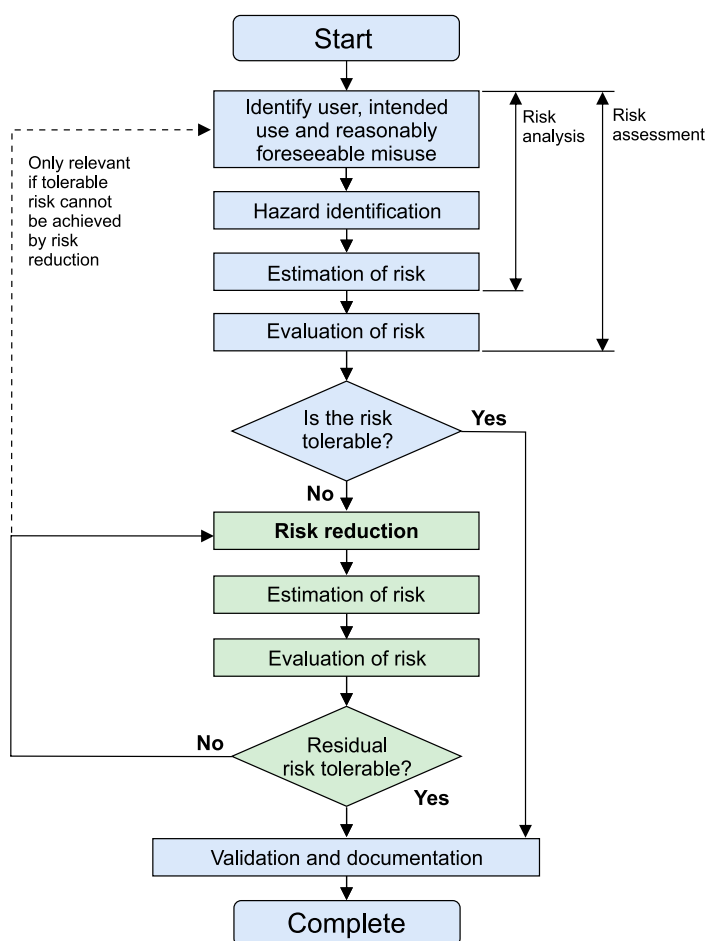 Start
Identify user, intended
use and reasonably
foreseeable misuse
Risk
analysis
Risk
assessment
Only relevant
if tolerable
risk cannot
be achieved
by risk
reduction
Hazard identification
Estimation of risk
Evaluation of risk
Is the risk
tolerable?
Yes
No
Risk reduction
Estimation of risk
Evaluation of risk
No
Residual
risk tolerable?
Yes
Validation and documentation
Complete